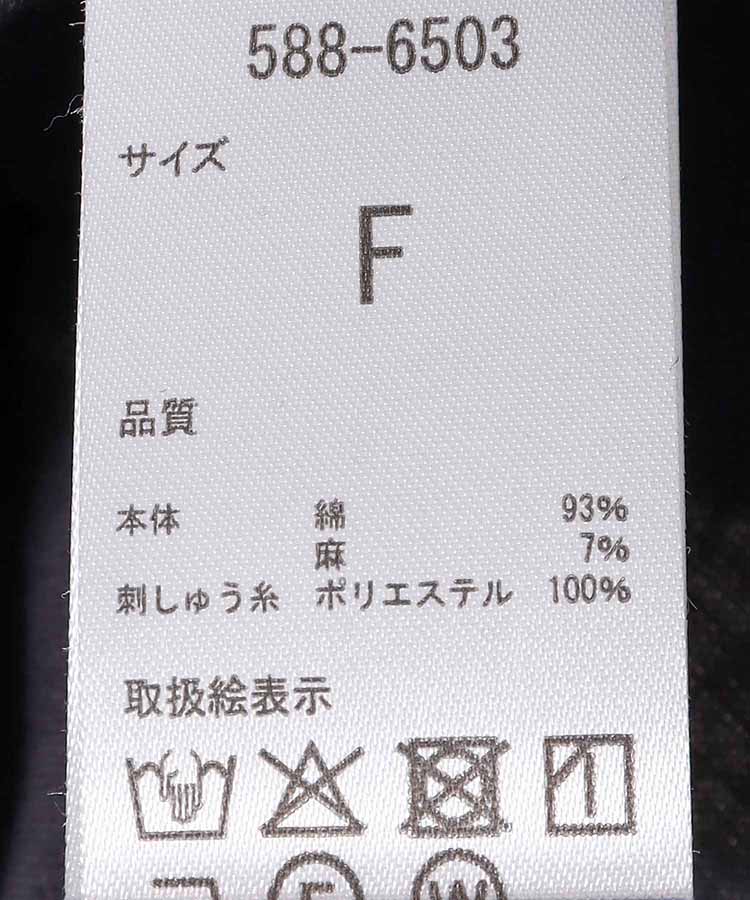 588-6503
サイズ
F
品質
本体 綿 93%
麻 7%
刺しゅう糸 ポリエステル 100%
取扱絵表示
F W